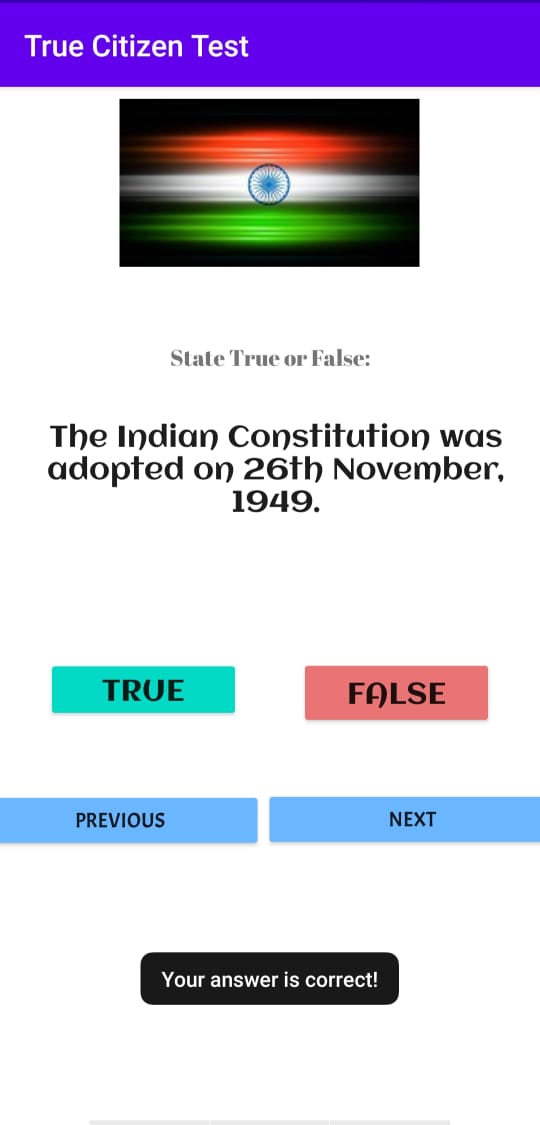 True Citizen Test
State True or False:
The Indian Constitution was
adopted on 26th November,
1949.
TRUE
FALSE
PREVIOUS
NEXT
Your answer is correct!